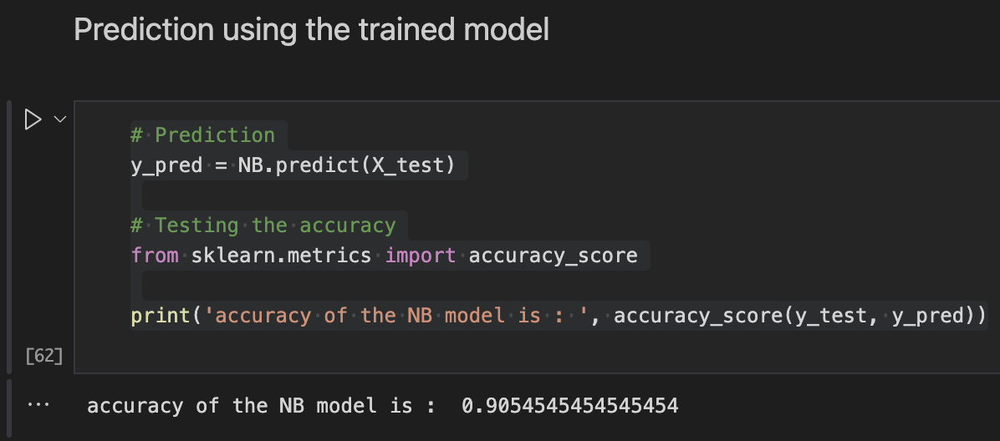 Prediction using the trained model
# Prediction
y_pred = NB.predict(X_test)
# Testing the accuracy
from sklearn.metrics import accuracy_score
print('accuracy of the NB model is : ', accuracy_score(y_test, y_pred))
[62]
... accuracy of the NB model is :  0.9054545454545454